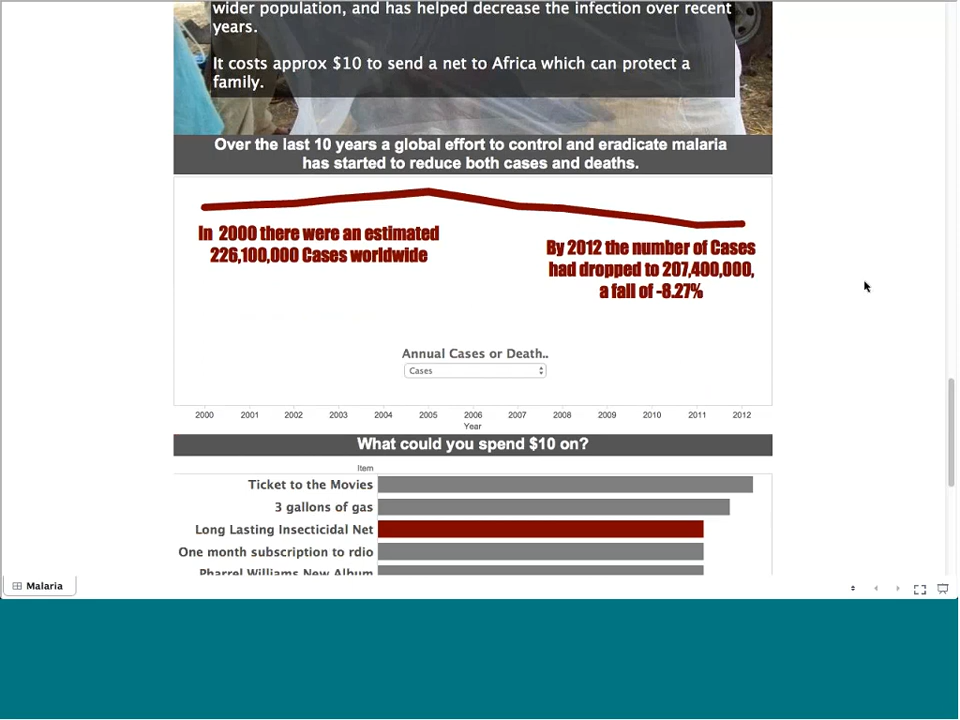 wider population, and has helped decrease the infection over recent
years.
It costs approx $10 to send a net to Africa which can protect a
family.
Over the last 10 years a global effort to control and eradicate malaria
has started to reduce both cases and deaths.
In 2000 there were an estimated
226,100,000 Cases worldwide
By 2012 the number of Cases
had dropped to 207,400,000,
a fall of -8.27%
Annual Cases or Death..
Cases
2000 2001 2002 2003 2004 2005 2006 2007 2008 2009 2010 2011 2012
Year
What could you spend $10 on?
Item
Ticket to the Movies
3 gallons of gas
Long Lasting Insecticidal Net
One month subscription to rdio
Pharrel Williams New Album
Malaria